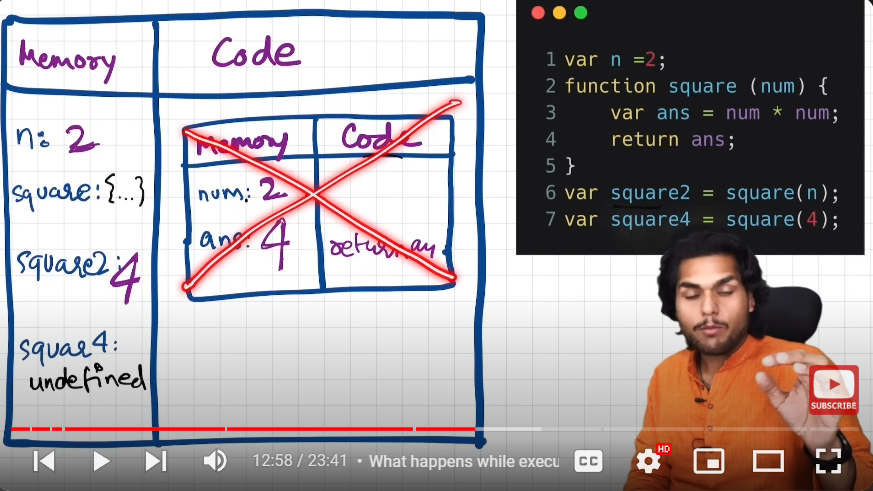 Memory
Code
n: 2
square: {...}
square2: 4
squar4:
undefined
Memory
Code
num: 2
ans: 4
return an
1 var n =2;
2 function square (num) {
3 var ans = num * num;
4 return ans;
5 }
6 var square2 = square(n);
7 var square4 = square(4);
SUBSCRIBE
12:58 / 23:41 • What happens while execu
CC
HD